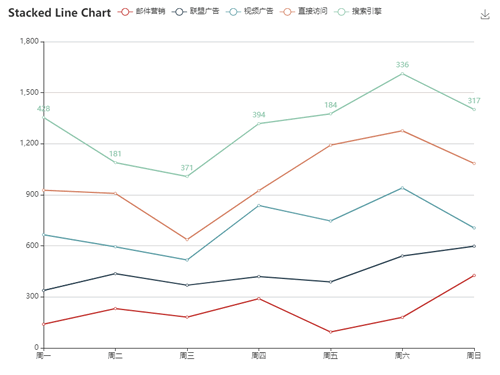 Stacked Line Chart 邮件营销 联盟广告 视频广告 直接访问 搜索引擎
1,800
1,500
1,200
900
600
300
0
428 181 371 394 184 336 317
周一 周二 周三 周四 周五 周六 周日